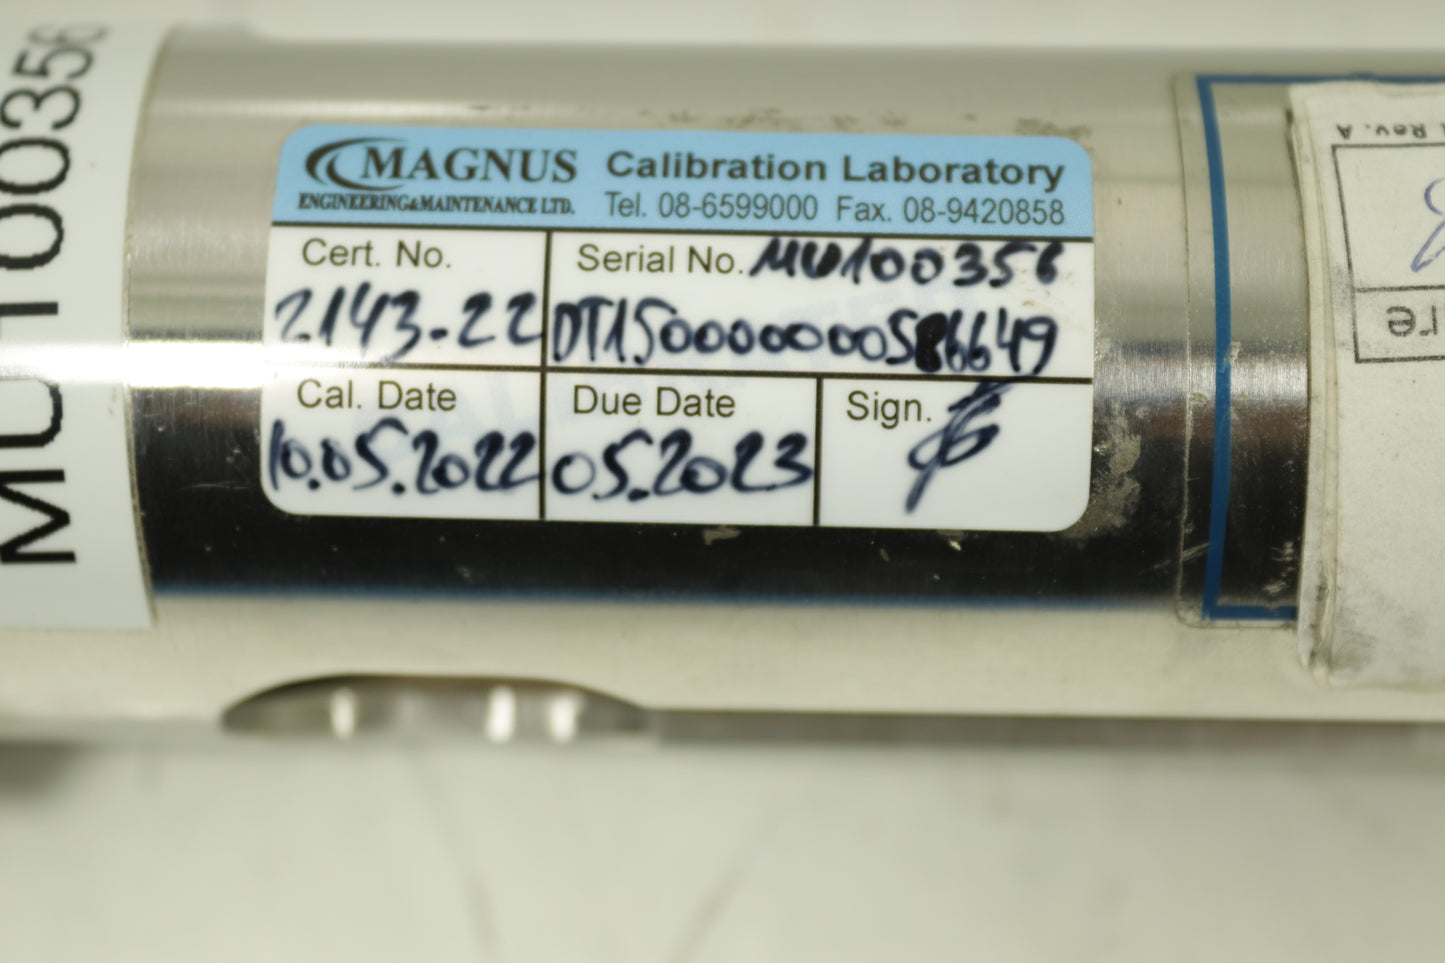 MU100356
MAGNUS
ENGINEERING&MAINTENANCE LTD.
Calibration Laboratory
Tel. 08-6599000 Fax. 08-9420858
Cert. No.
2143-22
Serial No. MU100356
DT150000000586649
Cal. Date
10.05.2022
Due Date
05.2023
Sign.
Rev. A